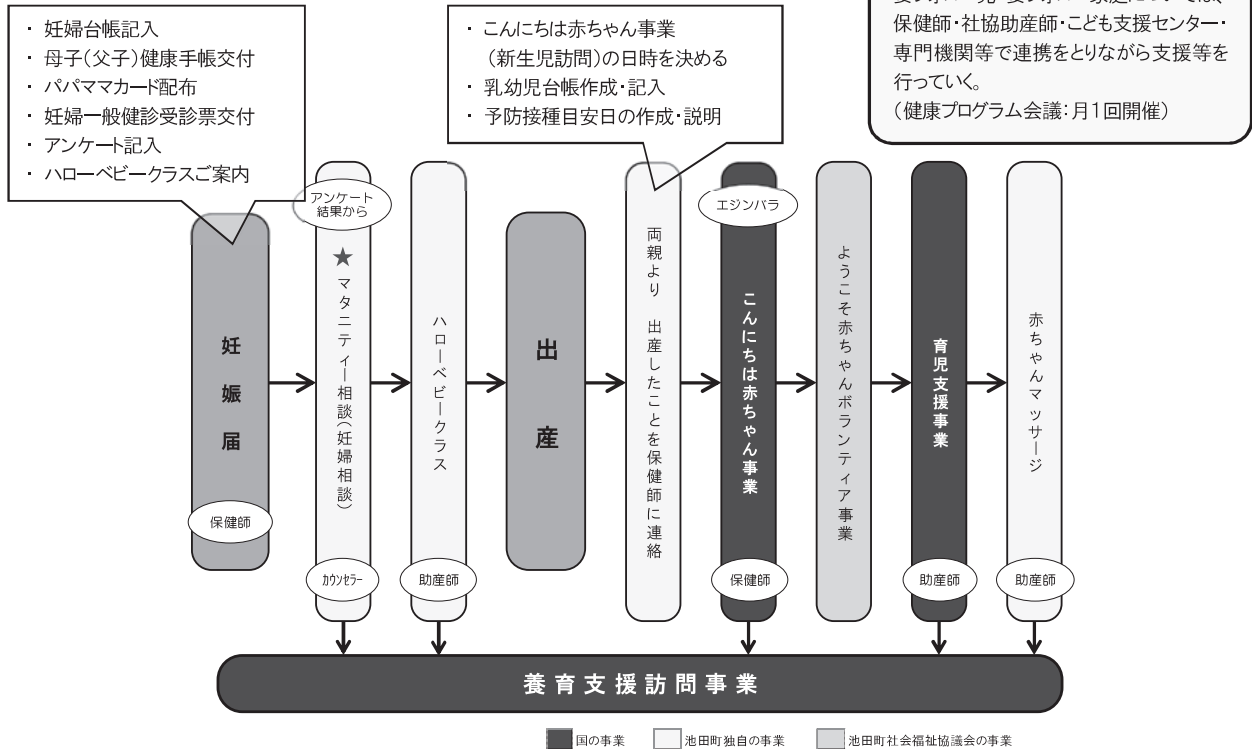 ・ 妊婦台帳記入
・ 母子(父子)健康手帳交付
・ パパママカード配布
・ 妊婦一般健診受診票交付
・ アンケート記入
・ ハローベビークラスご案内
・ こんにちは赤ちゃん事業
(新生児訪問)の日時を決める
・ 乳幼児台帳作成・記入
・ 予防接種目安日の作成・説明
保健師・社協助産師・こども支援センター・
専門機関等で連携をとりながら支援等を
行っていく。
(健康プログラム会議：月1回開催)
妊娠届
保健師
アンケート
結果から
★マタニティー相談(妊婦相談)
カウンセラー
ハローベビークラス
助産師
出産
両親より 出産したことを保健師に連絡
エジンバラ
こんにちは赤ちゃん事業
保健師
ようこそ赤ちゃんボランティア事業
育児支援事業
助産師
赤ちゃんマッサージ
助産師
養育支援訪問事業
国の事業
池田町独自の事業
池田町社会福祉協議会の事業